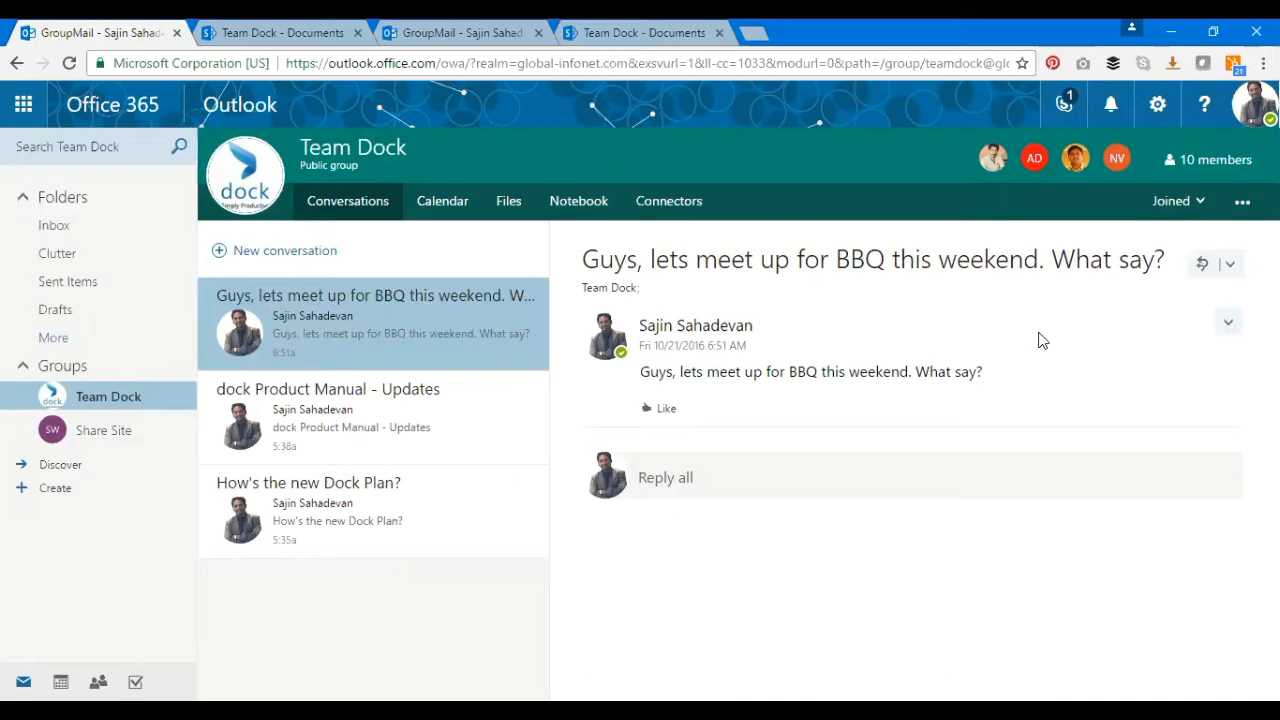 GroupMail - Sajin Sahad
Team Dock - Documents
GroupMail - Sajin Sahad
Team Dock - Documents
Microsoft Corporation [US]
https://outlook.office.com/owa/?realm=global-infonet.com&exsvurl=1&ll-cc=1033&modurl=0&path=/group/teamdock@gl
21
Office 365
Outlook
1
?
Search Team Dock
dock
Simply Producti
Team Dock
Public group
AD
NV
10 members
Conversations
Calendar
Files
Notebook
Connectors
Joined
Folders
Inbox
Clutter
Sent Items
Drafts
More
Groups
dock
Team Dock
SW
Share Site
Discover
Create
New conversation
Guys, lets meet up for BBQ this weekend. W...
Sajin Sahadevan
Guys, lets meet up for BBQ this weekend. What say?
6:51a
dock Product Manual - Updates
Sajin Sahadevan
dock Product Manual - Updates
5:38a
How's the new Dock Plan?
Sajin Sahadevan
How's the new Dock Plan?
5:35a
Guys, lets meet up for BBQ this weekend. What say?
Team Dock;
Sajin Sahadevan
Fri 10/21/2016 6:51 AM
Guys, lets meet up for BBQ this weekend. What say?
Like
Reply all